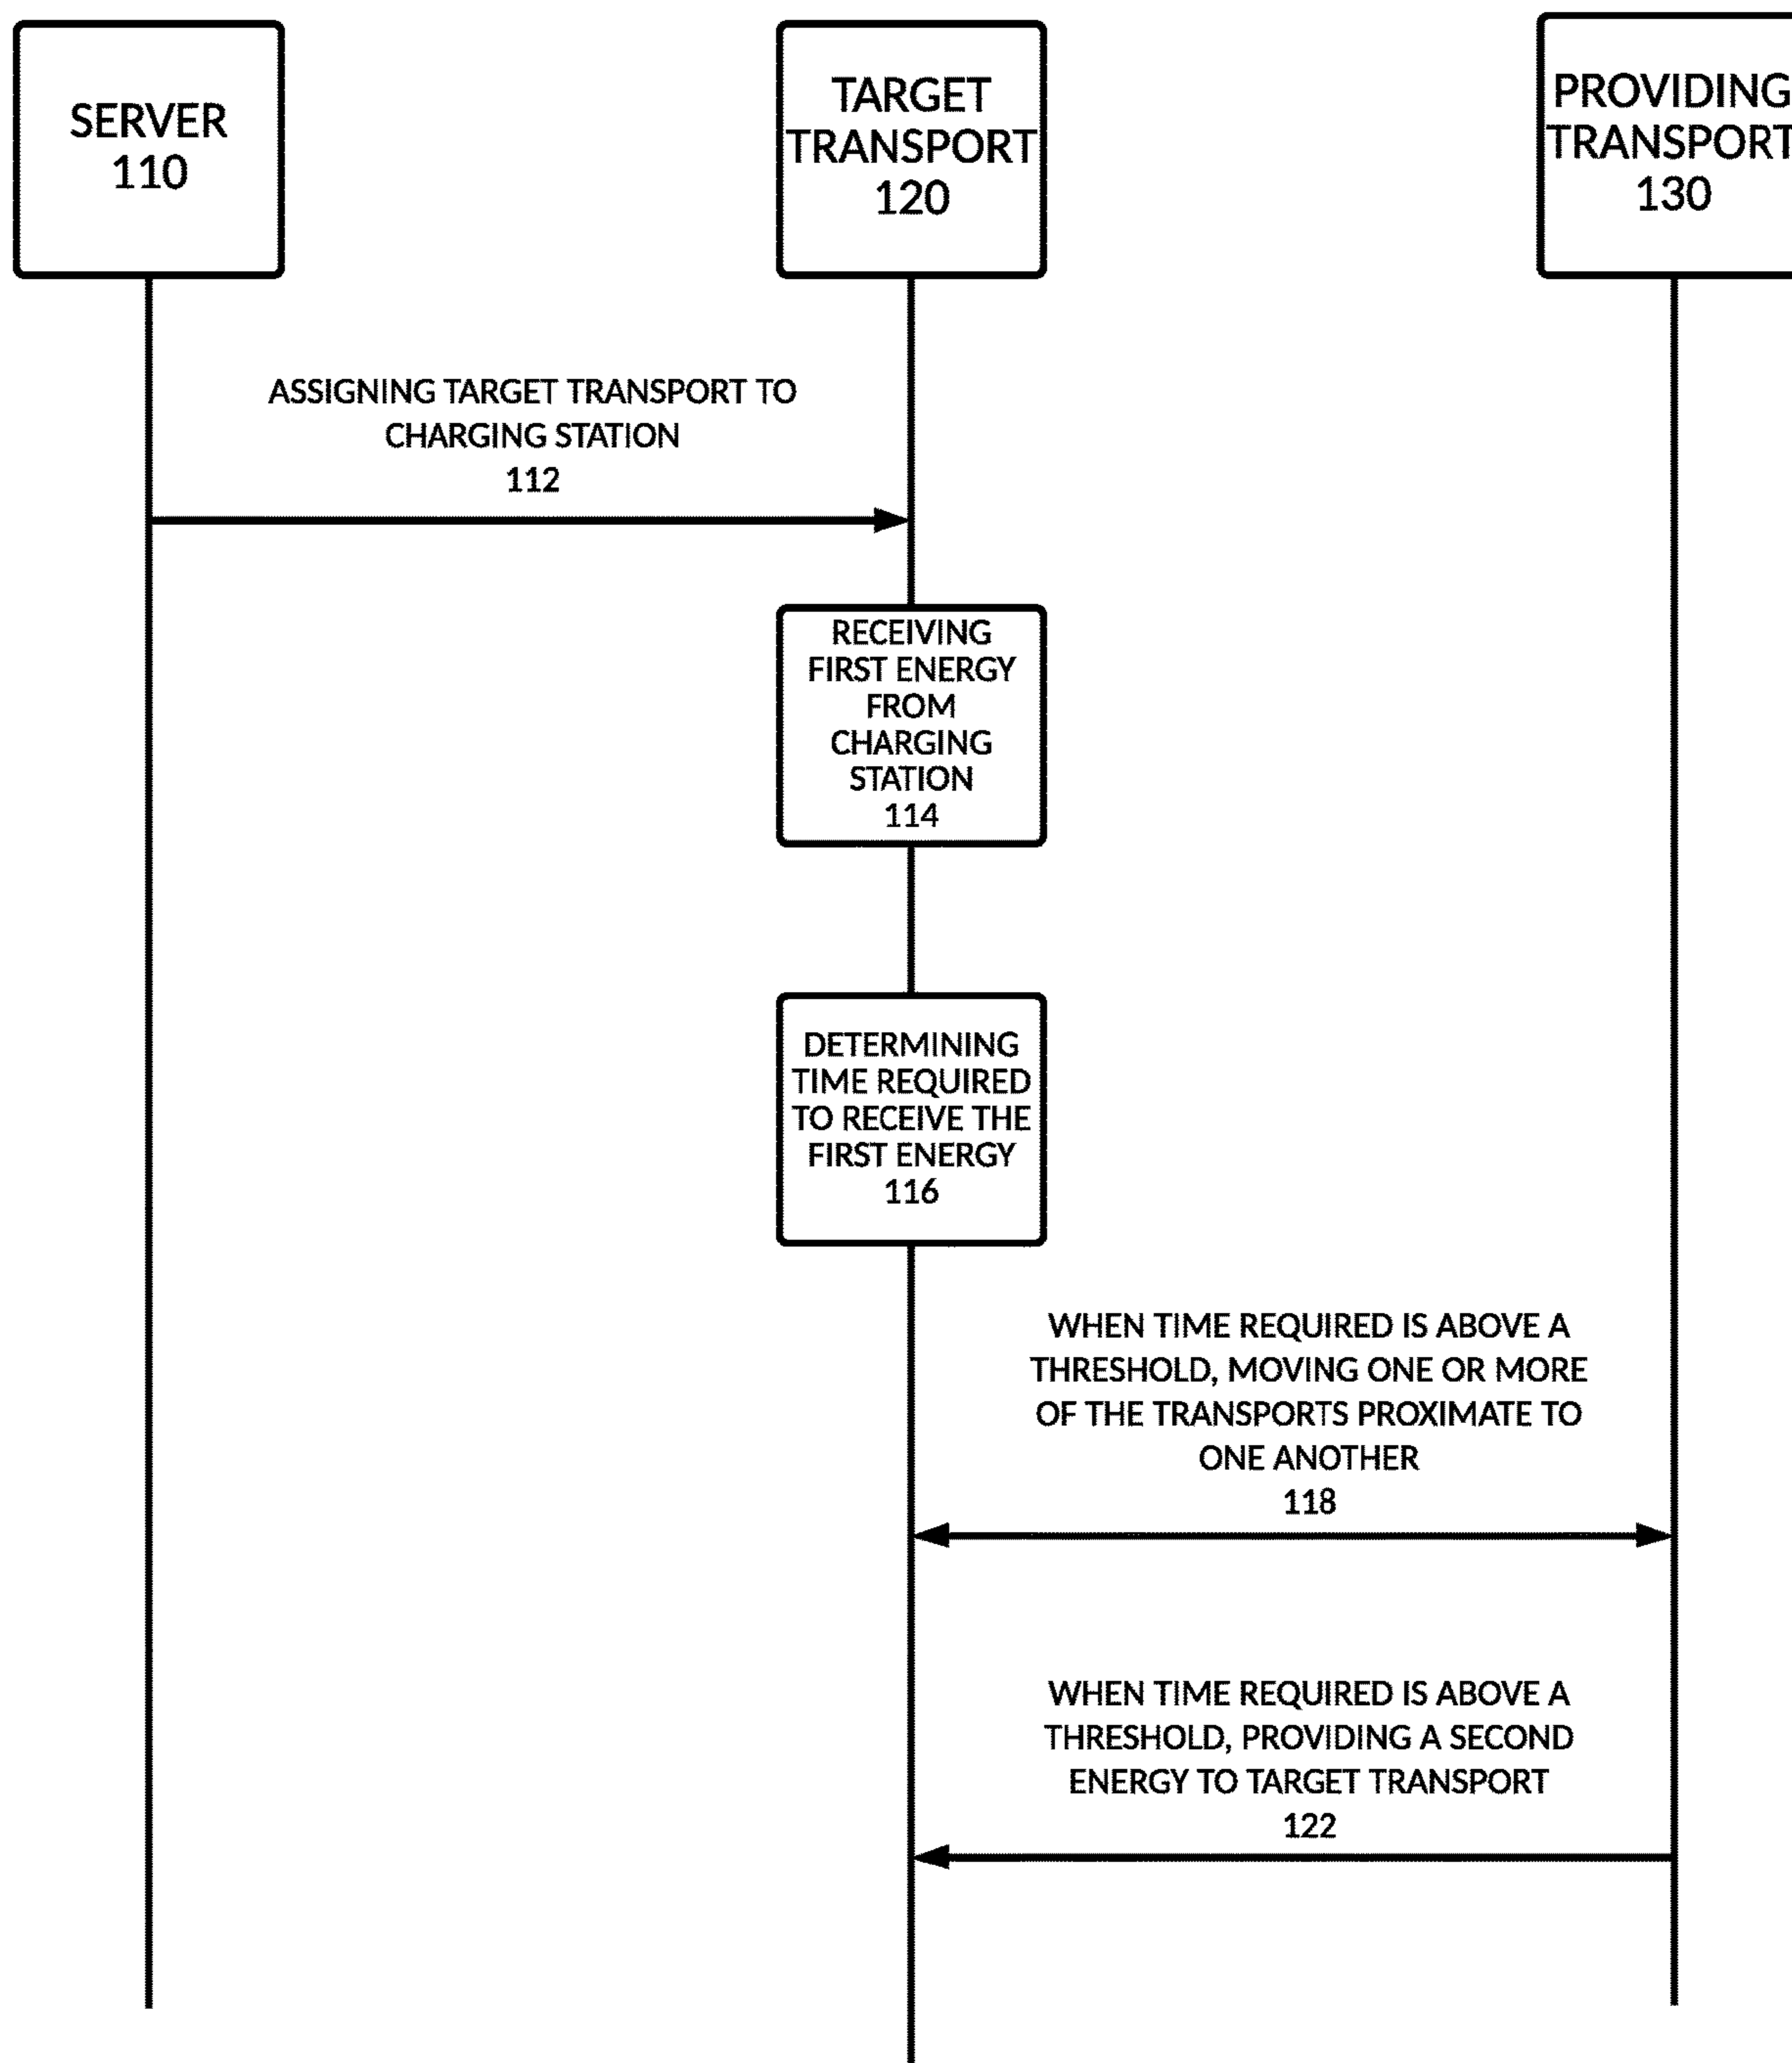 SERVER
110
TARGET
TRANSPORT
120
PROVIDING
TRANSPORT
130
ASSIGNING TARGET TRANSPORT TO
CHARGING STATION
112
RECEIVING
FIRST ENERGY
FROM
CHARGING
STATION
114
DETERMINING
TIME REQUIRED
TO RECEIVE THE
FIRST ENERGY
116
WHEN TIME REQUIRED IS ABOVE A
THRESHOLD, MOVING ONE OR MORE
OF THE TRANSPORTS PROXIMATE TO
ONE ANOTHER
118
WHEN TIME REQUIRED IS ABOVE A
THRESHOLD, PROVIDING A SECOND
ENERGY TO TARGET TRANSPORT
122